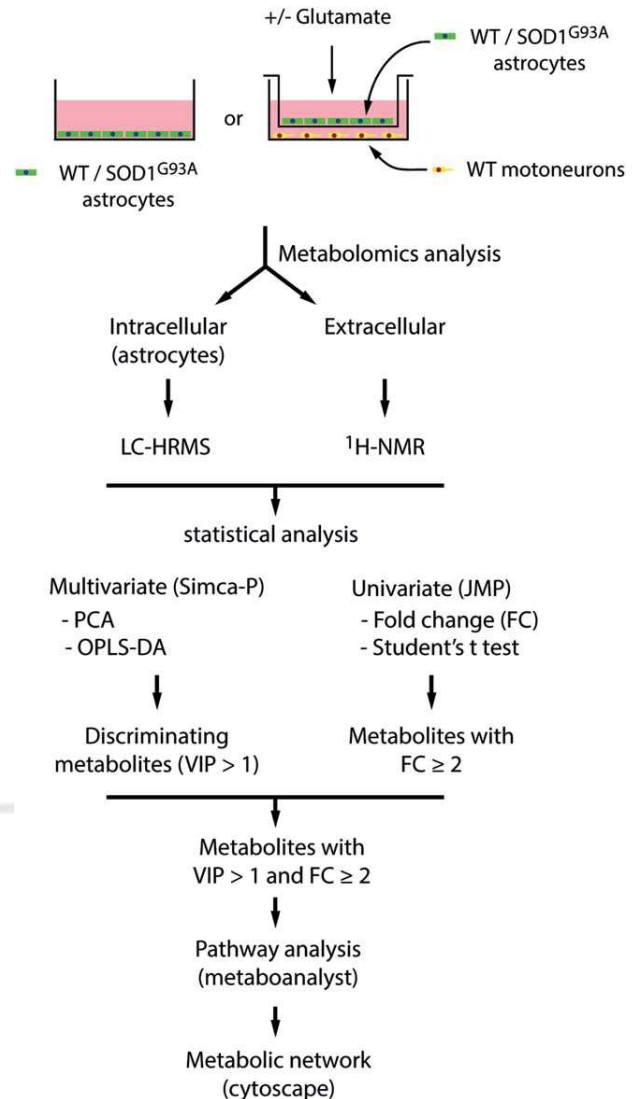 +/- Glutamate
WT / SOD1G93A
astrocytes
or
WT / SOD1G93A
astrocytes
WT motoneurons
Metabolomics analysis
Intracellular
(astrocytes)
Extracellular
LC-HRMS
1H-NMR
statistical analysis
Multivariate (Simca-P)
- PCA
- OPLS-DA
Univariate (JMP)
- Fold change (FC)
- Student's t test
Discriminating
metabolites (VIP > 1)
Metabolites with
FC ≥ 2
Metabolites with
VIP > 1 and FC ≥ 2
Pathway analysis
(metaboanalyst)
Metabolic network
(cytoscape)